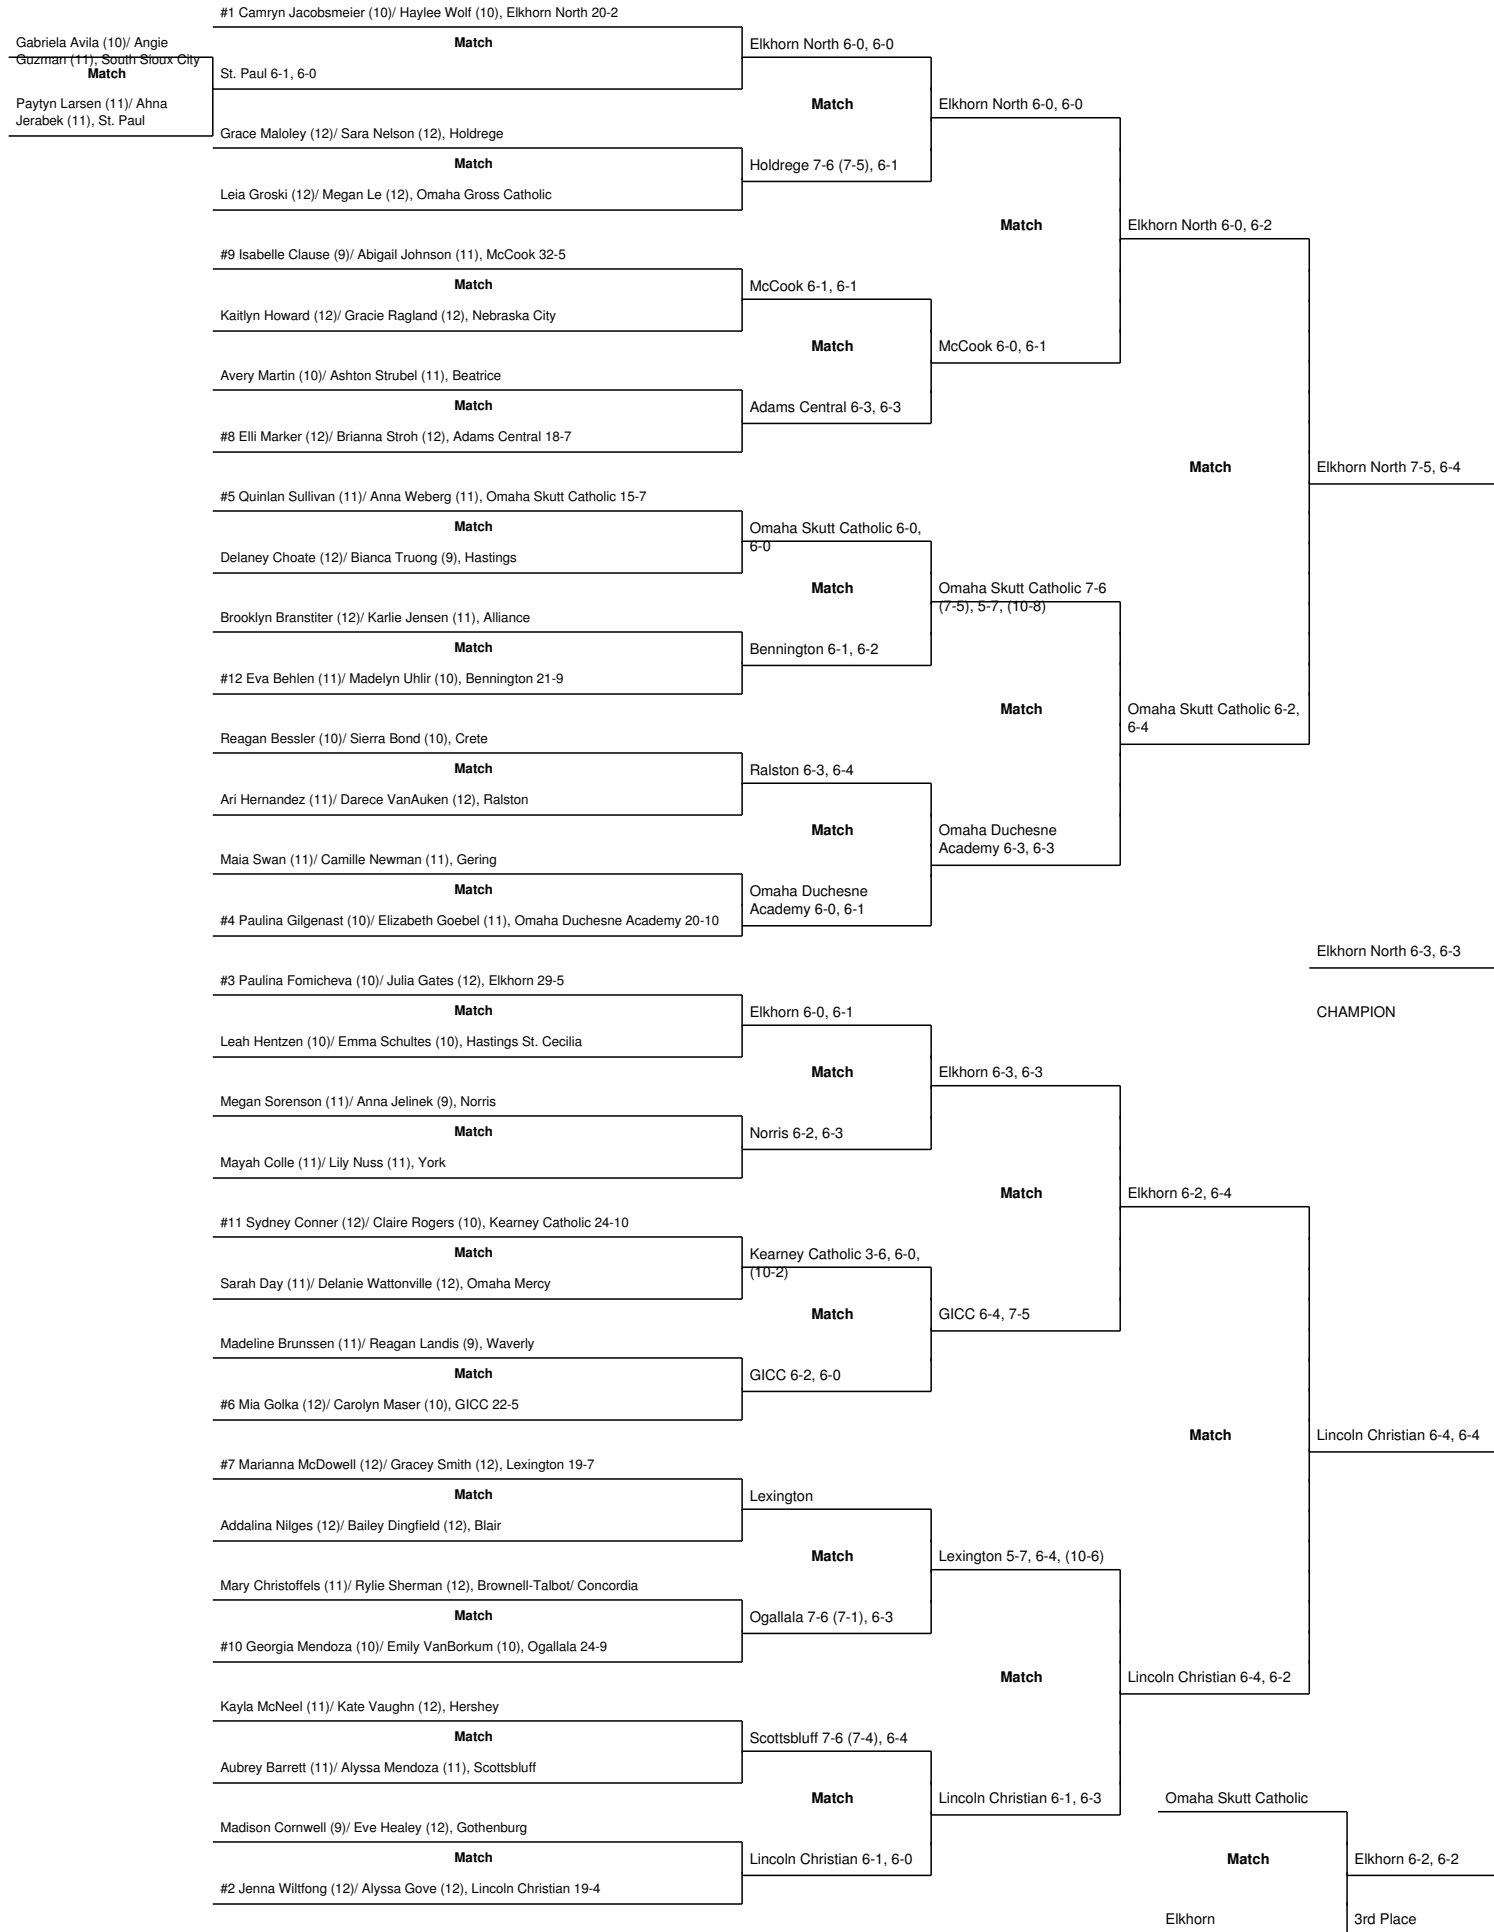 #1 Camryn Jacobsmeier (10)/ Haylee Wolf (10), Elkhorn North 20-2
Gabriela Avila (10)/ Angie
Guzman (11), South Sioux City
Match
Paytyn Larsen (11)/ Ahna
Jerabek (11), St. Paul
Match
St. Paul 6-1, 6-0
Grace Maloley (12)/ Sara Nelson (12), Holdrege
Match
Leia Groski (12)/ Megan Le (12), Omaha Gross Catholic
#9 Isabelle Clause (9)/ Abigail Johnson (11), McCook 32-5
Match
Kaitlyn Howard (12)/ Gracie Ragland (12), Nebraska City
Avery Martin (10)/ Ashton Strubel (11), Beatrice
Match
#8 Elli Marker (12)/ Brianna Stroh (12), Adams Central 18-7
#5 Quinlan Sullivan (11)/ Anna Weberg (11), Omaha Skutt Catholic 15-7
Match
Delaney Choate (12)/ Bianca Truong (9), Hastings
Brooklyn Branstiter (12)/ Karlie Jensen (11), Alliance
Match
#12 Eva Behlen (11)/ Madelyn Uhlir (10), Bennington 21-9
Reagan Bessler (10)/ Sierra Bond (10), Crete
Match
Ari Hernandez (11)/ Darece VanAuken (12), Ralston
Maia Swan (11)/ Camille Newman (11), Gering
Match
#4 Paulina Gilgenast (10)/ Elizabeth Goebel (11), Omaha Duchesne Academy 20-10
#3 Paulina Fomicheva (10)/ Julia Gates (12), Elkhorn 29-5
Match
Leah Hentzen (10)/ Emma Schultes (10), Hastings St. Cecilia
Megan Sorenson (11)/ Anna Jelinek (9), Norris
Match
Mayah Colle (11)/ Lily Nuss (11), York
#11 Sydney Conner (12)/ Claire Rogers (10), Kearney Catholic 24-10
Match
Sarah Day (11)/ Delanie Wattonville (12), Omaha Mercy
Madeline Brunssen (11)/ Reagan Landis (9), Waverly
Match
#6 Mia Golka (12)/ Carolyn Maser (10), GICC 22-5
#7 Marianna McDowell (12)/ Gracey Smith (12), Lexington 19-7
Match
Addalina Nilges (12)/ Bailey Dingfield (12), Blair
Mary Christoffels (11)/ Rylie Sherman (12), Brownell-Talbot/ Concordia
Match
#10 Georgia Mendoza (10)/ Emily VanBorkum (10), Ogallala 24-9
Kayla McNeel (11)/ Kate Vaughn (12), Hershey
Match
Aubrey Barrett (11)/ Alyssa Mendoza (11), Scottsbluff
Madison Cornwell (9)/ Eve Healey (12), Gothenburg
Match
#2 Jenna Wiltfong (12)/ Alyssa Gove (12), Lincoln Christian 19-4
Elkhorn North 6-0, 6-0
Match
Holdrege 7-6 (7-5), 6-1
McCook 6-1, 6-1
Match
Adams Central 6-3, 6-3
Omaha Skutt Catholic 6-0,
6-0
Match
Bennington 6-1, 6-2
Ralston 6-3, 6-4
Match
Omaha Duchesne
Academy 6-0, 6-1
Elkhorn 6-0, 6-1
Match
Norris 6-2, 6-3
Kearney Catholic 3-6, 6-0,
(10-2)
Match
GICC 6-2, 6-0
Lexington
Match
Ogallala 7-6 (7-1), 6-3
Scottsbluff 7-6 (7-4), 6-4
Match
Lincoln Christian 6-1, 6-0
Elkhorn North 6-0, 6-0
Match
McCook 6-0, 6-1
Omaha Skutt Catholic 7-6
(7-5), 5-7, (10-8)
Match
Omaha Duchesne
Academy 6-3, 6-3
Elkhorn 6-3, 6-3
Match
GICC 6-4, 7-5
Lexington 5-7, 6-4, (10-6)
Match
Lincoln Christian 6-1, 6-3
Elkhorn North 6-0, 6-2
Match
Omaha Skutt Catholic 6-2,
6-4
Elkhorn 6-2, 6-4
Match
Lincoln Christian 6-4, 6-2
Elkhorn North 7-5, 6-4
Elkhorn North 6-3, 6-3
CHAMPION
Lincoln Christian 6-4, 6-4
Omaha Skutt Catholic
Match
Elkhorn 6-2, 6-2
Elkhorn
3rd Place